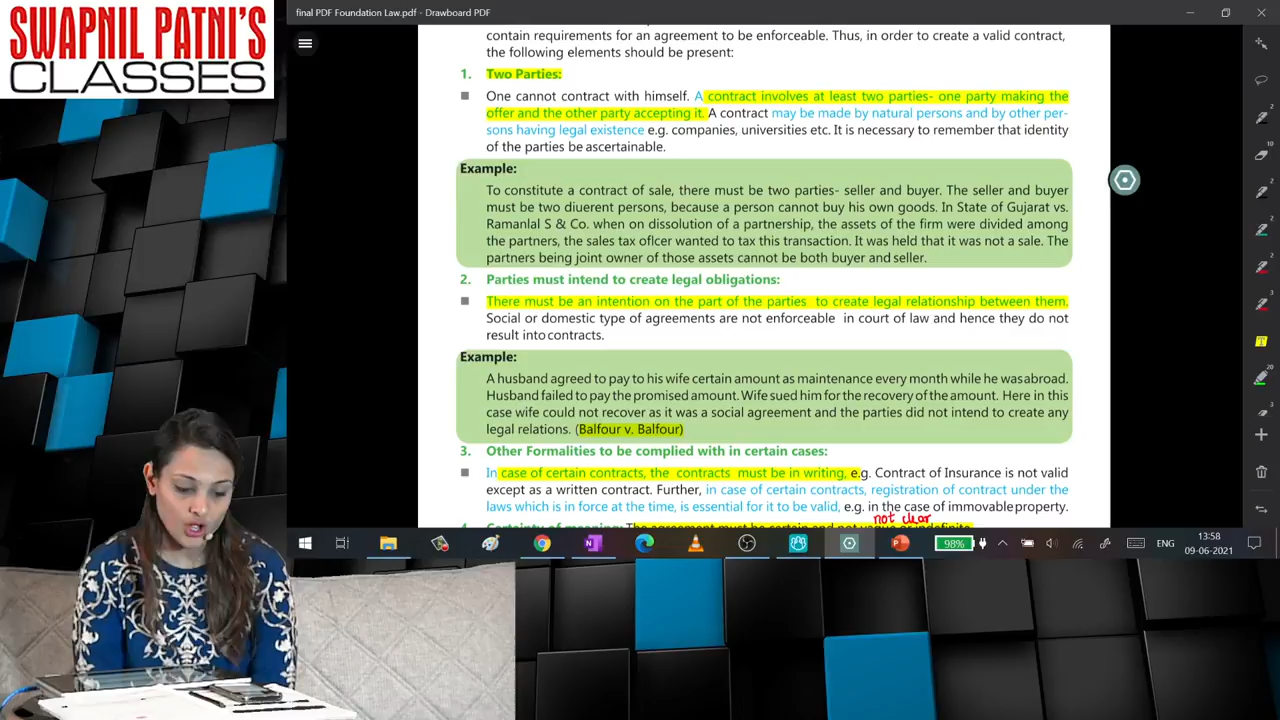 SWAPNIL PATNI'S
CLASSES
final PDF Foundation Law.pdf - Drawboard PDF
contain requirements for an agreement to be enforceable. Thus, in order to create a valid contract,
the following elements should be present:
1. Two Parties:
One cannot contract with himself. A contract involves at least two parties- one party making the
offer and the other party accepting it. A contract may be made by natural persons and by other per-
sons having legal existence e.g. companies, universities etc. It is necessary to remember that identity
of the parties be ascertainable.
Example:
To constitute a contract of sale, there must be two parties- seller and buyer. The seller and buyer
must be two diuerent persons, because a person cannot buy his own goods. In State of Gujarat vs.
Ramanlal S & Co. when on dissolution of a partnership, the assets of the firm were divided among
the partners, the sales tax oflcer wanted to tax this transaction. It was held that it was not a sale. The
partners being joint owner of those assets cannot be both buyer and seller.
2. Parties must intend to create legal obligations:
There must be an intention on the part of the parties to create legal relationship between them.
Social or domestic type of agreements are not enforceable in court of law and hence they do not
result into contracts.
Example:
A husband agreed to pay to his wife certain amount as maintenance every month while he was abroad.
Husband failed to pay the promised amount. Wife sued him for the recovery of the amount. Here in this
case wife could not recover as it was a social agreement and the parties did not intend to create any
legal relations. (Balfour v. Balfour)
3. Other Formalities to be complied with in certain cases:
In case of certain contracts, the contracts must be in writing, e.g. Contract of Insurance is not valid
except as a written contract. Further, in case of certain contracts, registration of contract under the
laws which is in force at the time, is essential for it to be valid, e.g. in the case of immovable property.
not clear
4. Certainty of meaning: The agreement must be certain and not vague or indefinite.
98%
ENG
13:58
09-06-2021